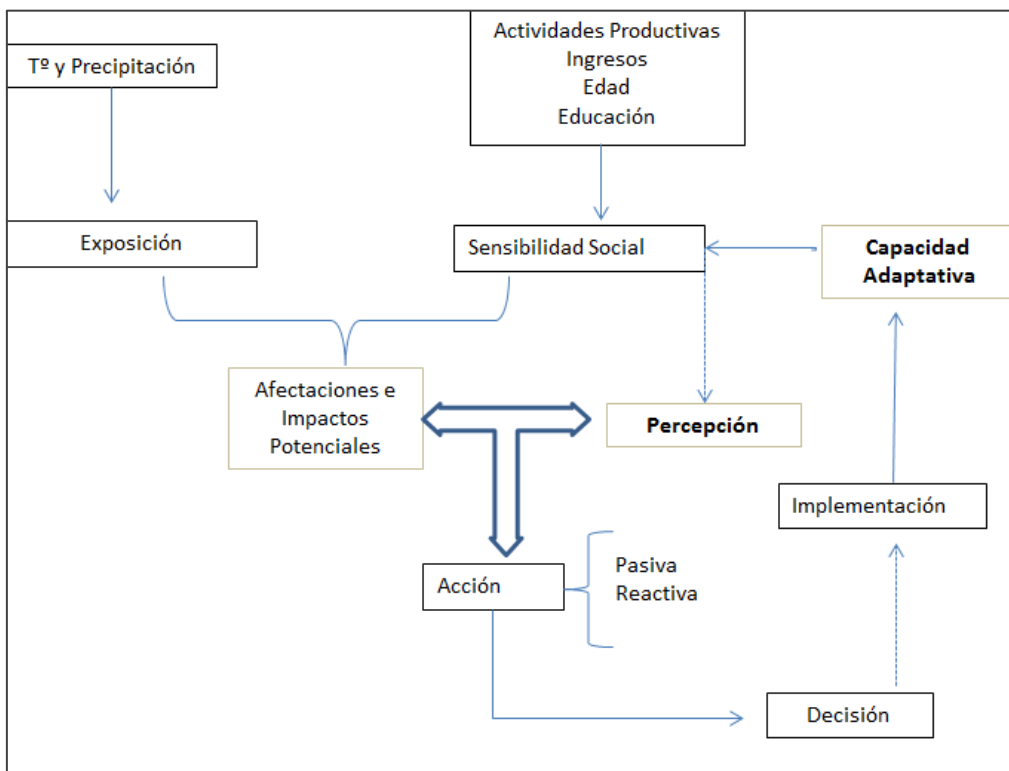 Tº y Precipitación
Actividades Productivas
Ingresos
Edad
Educación
Exposición
Sensibilidad Social
Capacidad
Adaptativa
Afectaciones e
Impactos
Potenciales
Percepción
Implementación
Acción
Pasiva
Reactiva
Decisión